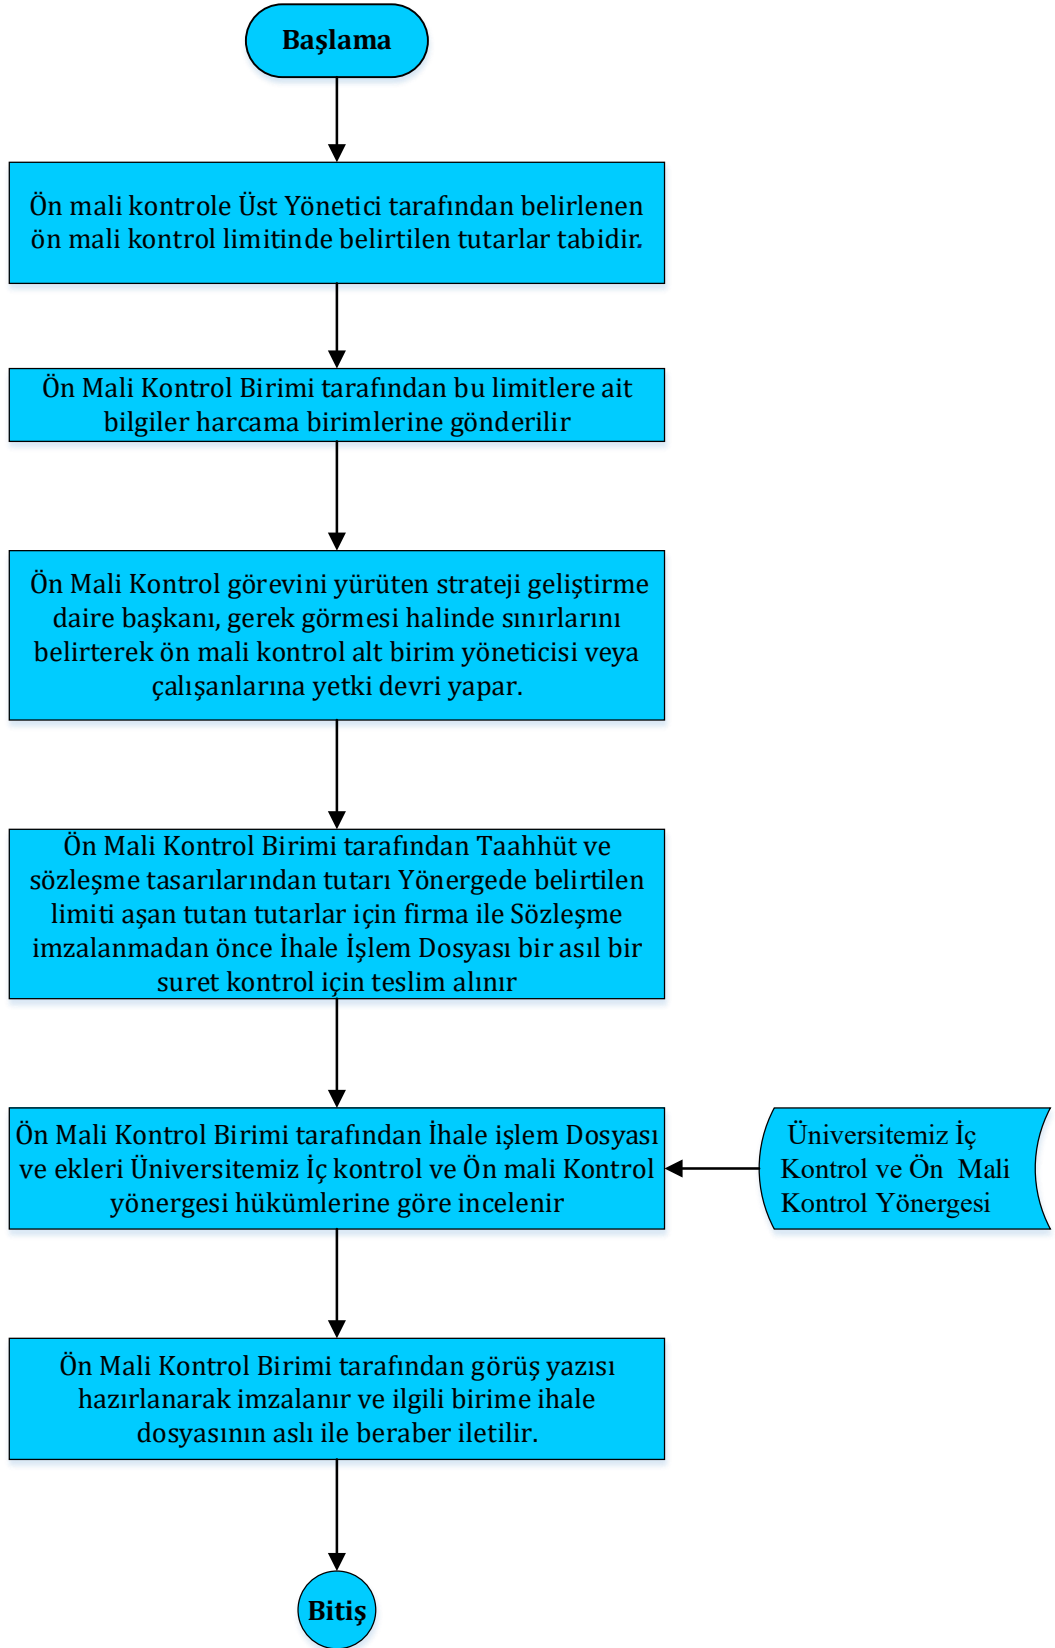 Başlama
Ön mali kontrole Üst Yönetici tarafından belirlenen
ön mali kontrol limitinde belirtilen tutarlar tabidir.
Ön Mali Kontrol Birimi tarafından bu limitlere ait
bilgiler harcama birimlerine gönderilir
Ön Mali Kontrol görevini yürüten strateji geliştirme
daire başkanı, gerek görmesi halinde sınırlarını
belirterek ön mali kontrol alt birim yöneticisi veya
çalışanlarına yetki devri yapar.
Ön Mali Kontrol Birimi tarafından Taahhüt ve
sözleşme tasarılarından tutarı Yönergede belirtilen
limiti aşan tutan tutarlar için firma ile Sözleşme
imzalanmadan önce İhale İşlem Dosyası bir asıl bir
suret kontrol için teslim alınır
Ön Mali Kontrol Birimi tarafından İhale işlem Dosyası
ve ekleri Üniversitemiz İç kontrol ve Ön mali Kontrol
yönergesi hükümlerine göre incelenir
Üniversitemiz İç
Kontrol ve Ön Mali
Kontrol Yönergesi
Ön Mali Kontrol Birimi tarafından görüş yazısı
hazırlanarak imzalanır ve ilgili birime ihale
dosyasının aslı ile beraber iletilir.
Bitiş